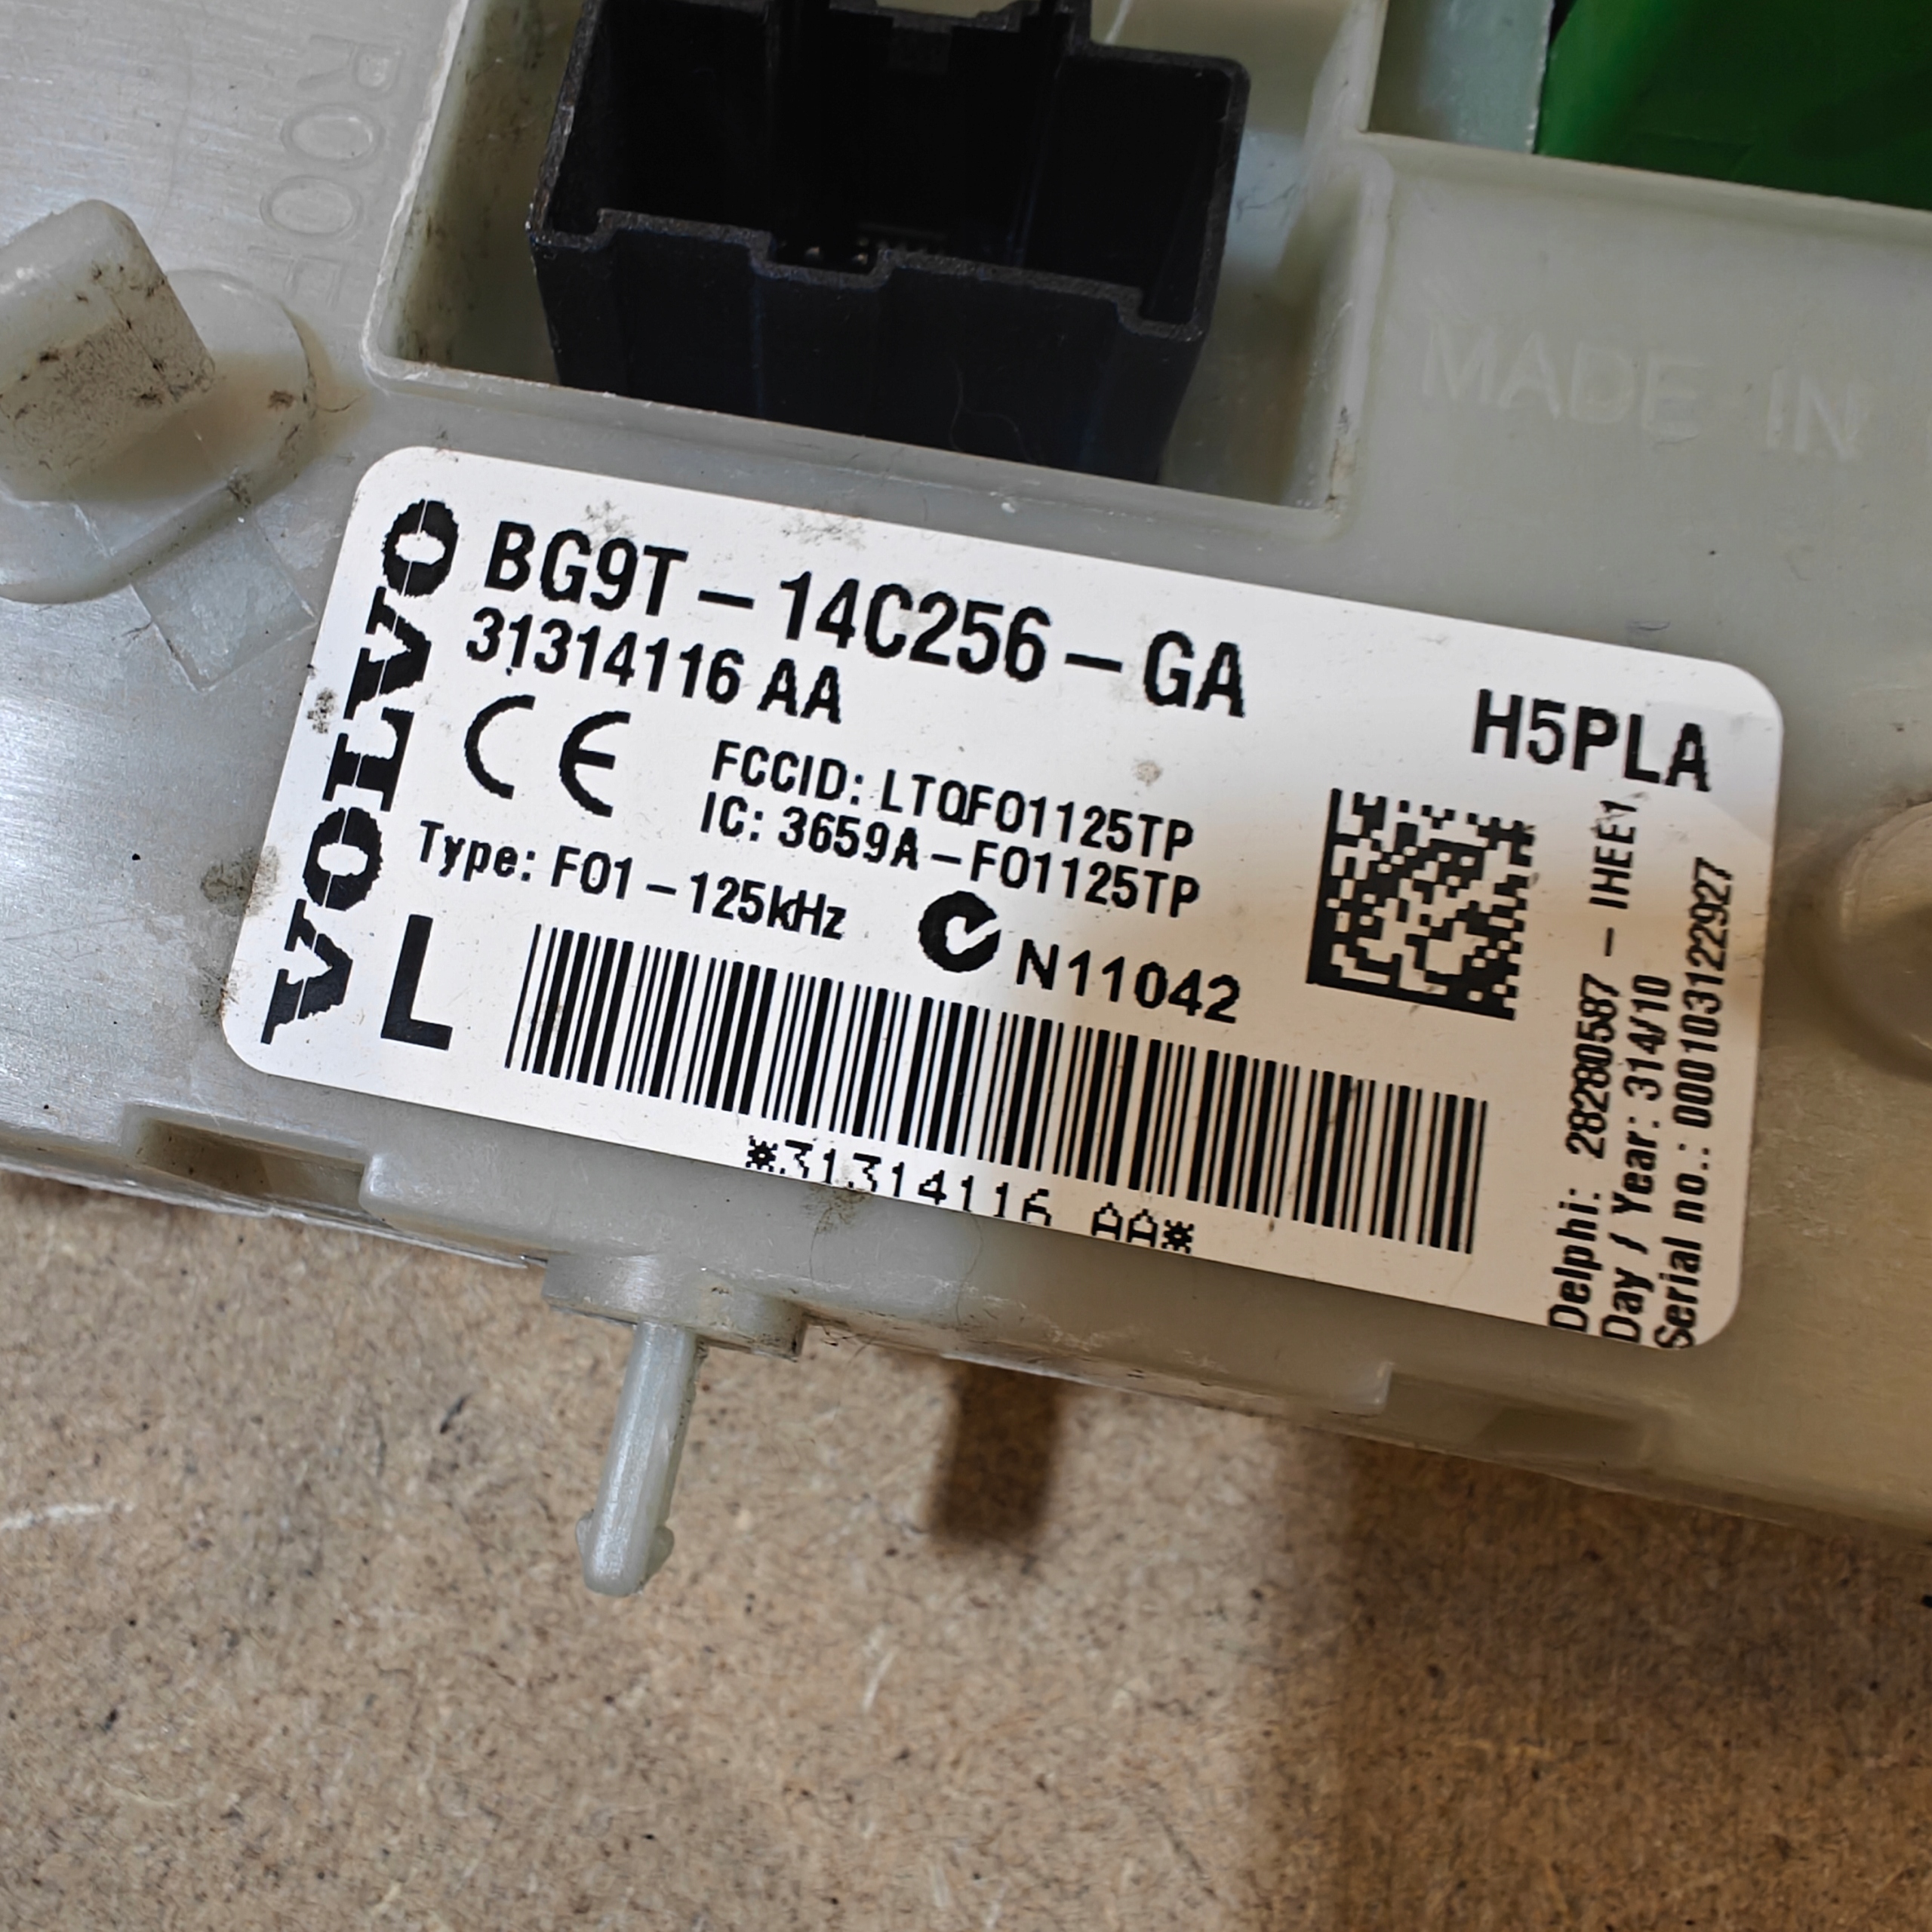 ROOF
MADE IN
VOLVO
BG9T-14C256-GA
31314116 AA
H5PLA
CE
FCCID: LTQFO1125TP
IC: 3659A-FO1125TP
Type: FO1-125kHz
N11042
L
*31314116 AA*
Delphi: 28280587 - IHEE1
Day / Year: 314/10
Serial no.: 000103122927